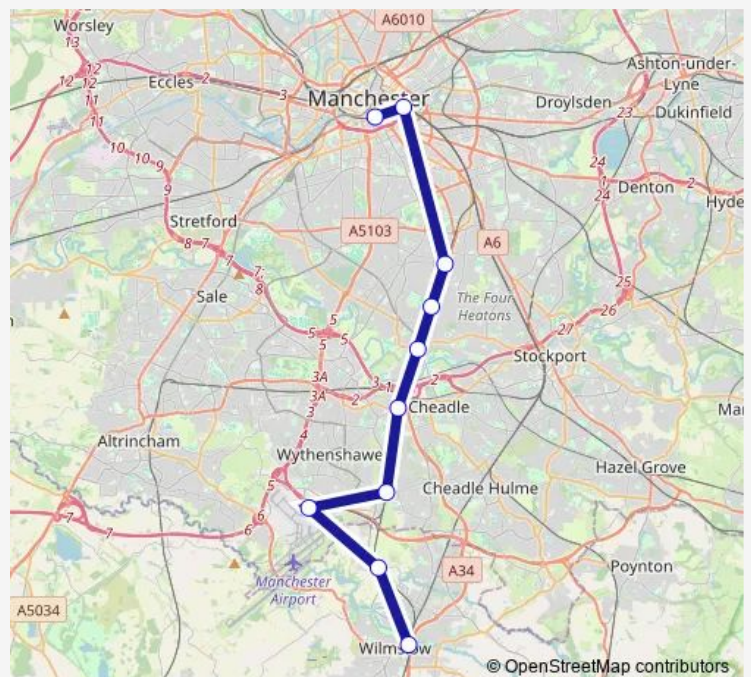 A6010
Worsley
13
12
12
12
11
11
Eccles
2
3
Manchester
Ashton-under-
Lyne
Droylsden
23
Dukinfield
10
10
9
9
24
1
24
Denton
2
Hyde
Stretford
8
7
7
A5103
A6
7
8
Sale
5
5
5
5
The Four
Heatons
25
26
27
Stockport
3A
3A
3
1
2
2
3
4
Cheadle
Mar
Altrincham
Wythenshawe
5
Hazel Grove
Cheadle Hulme
7
7
6
6
Manchester
Airport
A34
Poynton
A5034
Wilmslow
© OpenStreetMap contributors